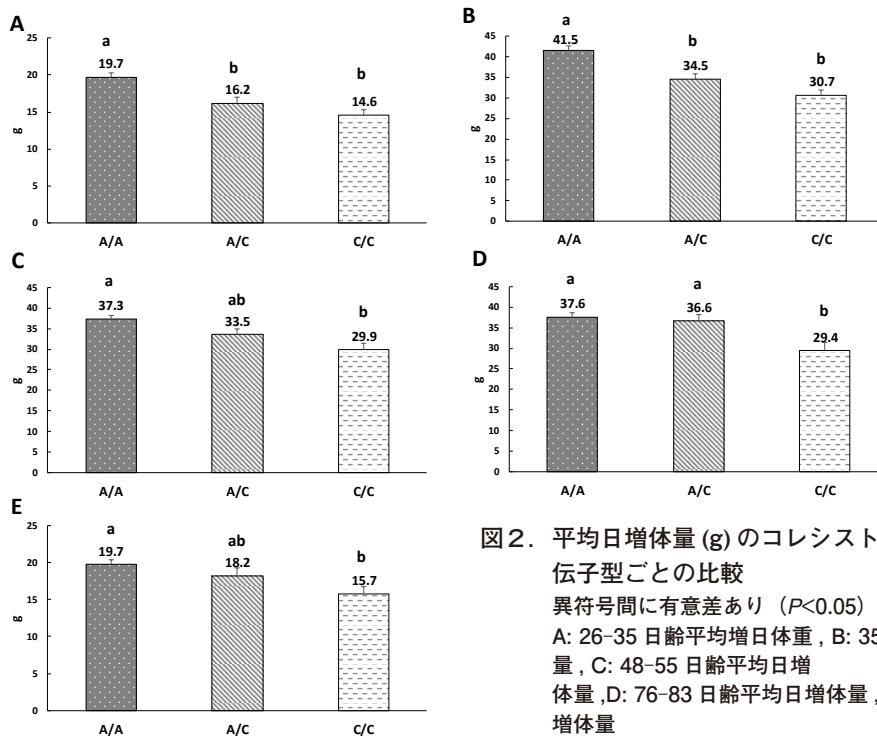 A
25
20
15
10
5
0
g
a
19.7
b
16.2
b
14.6
A/A
A/C
C/C
B
45
40
35
30
25
20
15
10
5
0
g
a
41.5
b
34.5
b
30.7
A/A
A/C
C/C
C
45
40
35
30
25
20
15
10
5
0
g
a
37.3
ab
33.5
b
29.9
A/A
A/C
C/C
D
45
40
35
30
25
20
15
10
5
0
g
a
37.6
a
36.6
b
29.4
A/A
A/C
C/C
E
25
20
15
10
5
0
g
a
19.7
ab
18.2
b
15.7
A/A
A/C
C/C
図2. 平均日増体量 (g) のコレシスト
伝子型ごとの比較
異符号間に有意差あり (P<0.05)
A: 26-35 日齢平均増日体重 , B: 35
量 , C: 48-55 日齢平均日増
体量 ,D: 76-83 日齢平均日増体量 ,
増体量